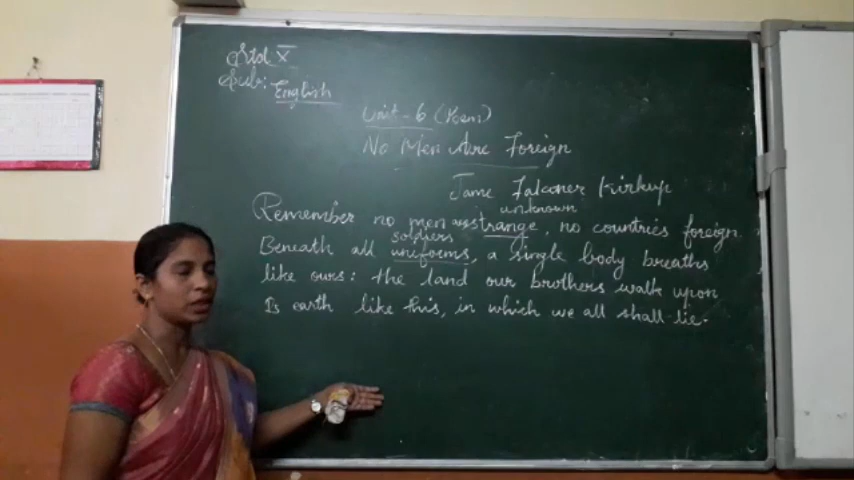 Std X
Sub: English
Unit-6 (Poem)
No Men Are Foreign
Jame Falconer Kirkup
unknown
Remember no men are strange, no countries foreign
soldiers
Beneath all uniforms, a single body breaths
like ours: the land our brothers walk upon
Is earth like this, in which we all shall lie.